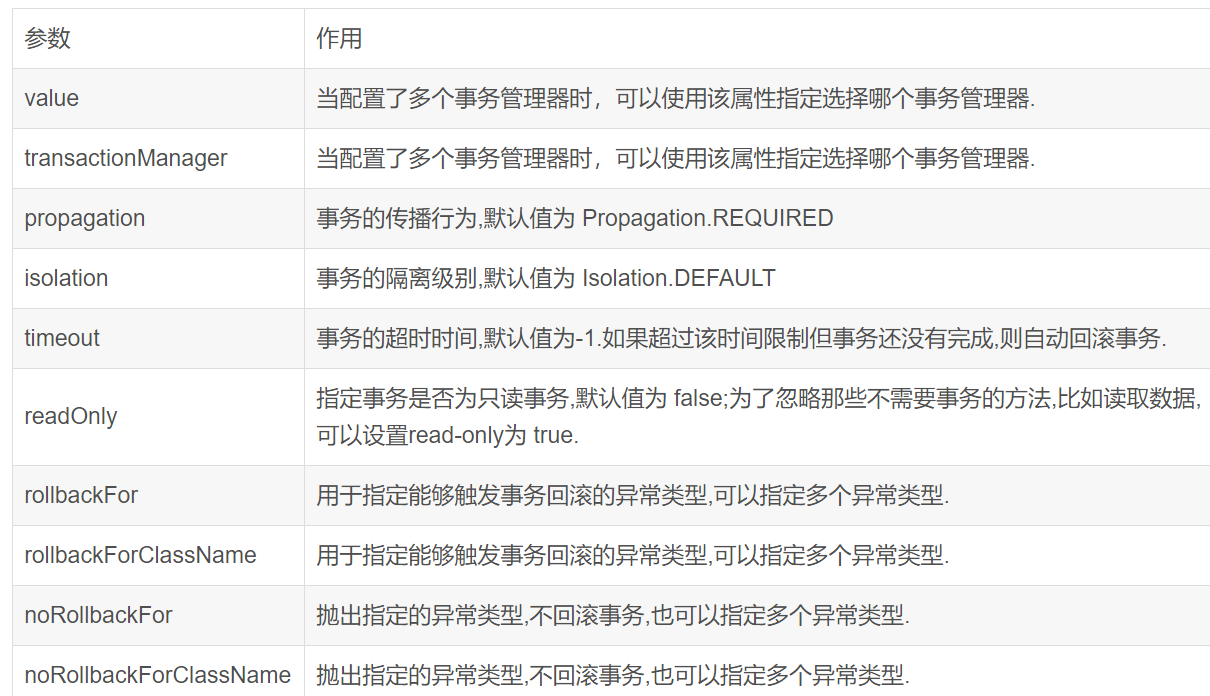 参数 作用
value 当配置了多个事务管理器时，可以使用该属性指定选择哪个事务管理器.
transactionManager 当配置了多个事务管理器时，可以使用该属性指定选择哪个事务管理器.
propagation 事务的传播行为,默认值为 Propagation.REQUIRED
isolation 事务的隔离级别,默认值为 Isolation.DEFAULT
timeout 事务的超时时间,默认值为-1.如果超过该时间限制但事务还没有完成,则自动回滚事务.
readOnly 指定事务是否为只读事务,默认值为 false;为了忽略那些不需要事务的方法,比如读取数据,
可以设置read-only为 true.
rollbackFor 用于指定能够触发事务回滚的异常类型,可以指定多个异常类型.
rollbackForClassName 用于指定能够触发事务回滚的异常类型,可以指定多个异常类型.
noRollbackFor 抛出指定的异常类型,不回滚事务,也可以指定多个异常类型.
noRollbackForClassName 抛出指定的异常类型,不回滚事务,也可以指定多个异常类型.